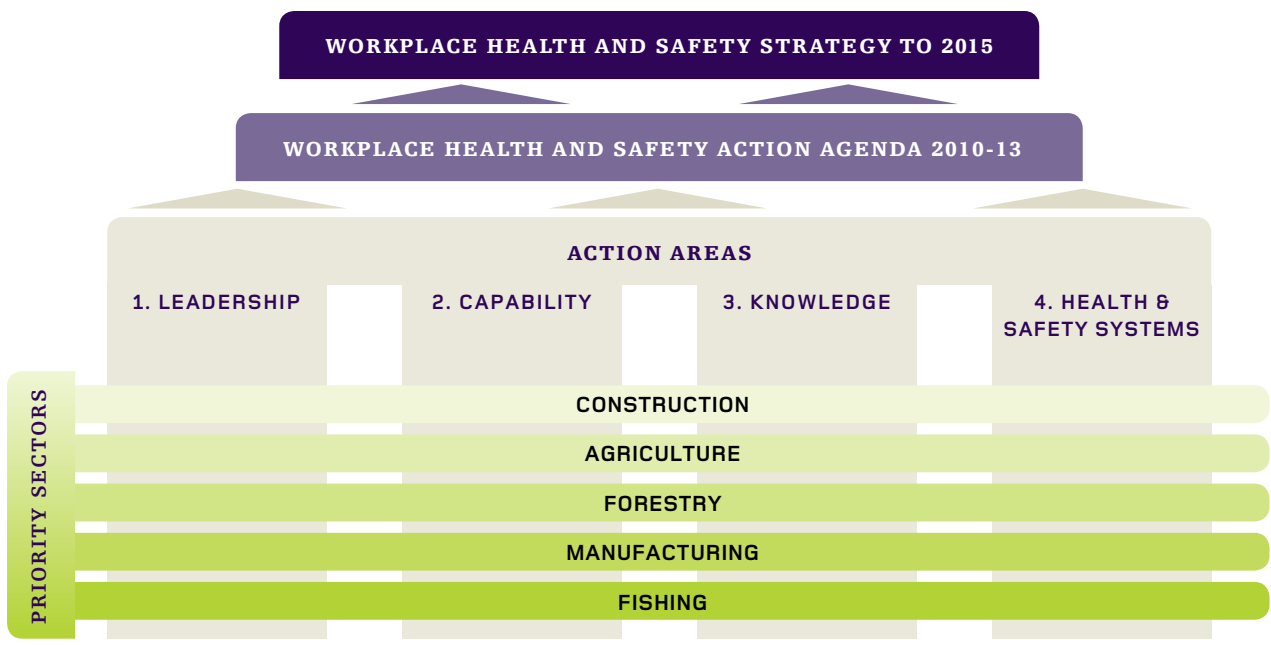 WORKPLACE HEALTH AND SAFETY STRATEGY TO 2015
WORKPLACE HEALTH AND SAFETY ACTION AGENDA 2010-13
ACTION AREAS
1. LEADERSHIP
2. CAPABILITY
3. KNOWLEDGE
4. HEALTH &
SAFETY SYSTEMS
PRIORITY SECTORS
CONSTRUCTION
AGRICULTURE
FORESTRY
MANUFACTURING
FISHING